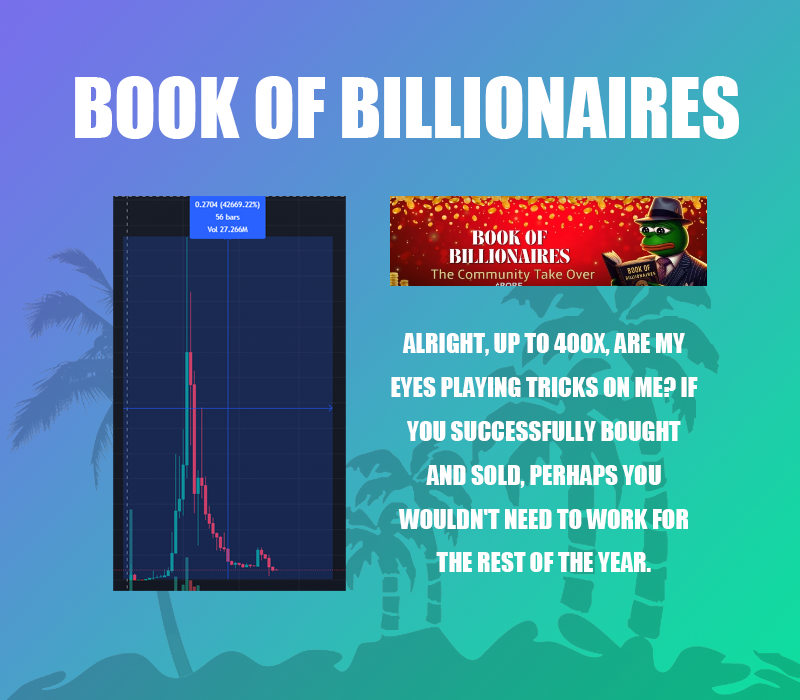 BOOK OF BILLIONAIRES
0.2704 (42669.22%)
56 bars
Vol 27.266M
BOOK OF
BILLIONAIRES
The Community Take Over
BOOK OF
BILLIONAIRES
ALRIGHT, UP TO 400X, ARE MY
EYES PLAYING TRICKS ON ME? IF
YOU SUCCESSFULLY BOUGHT
AND SOLD, PERHAPS YOU
WOULDN'T NEED TO WORK FOR
THE REST OF THE YEAR.